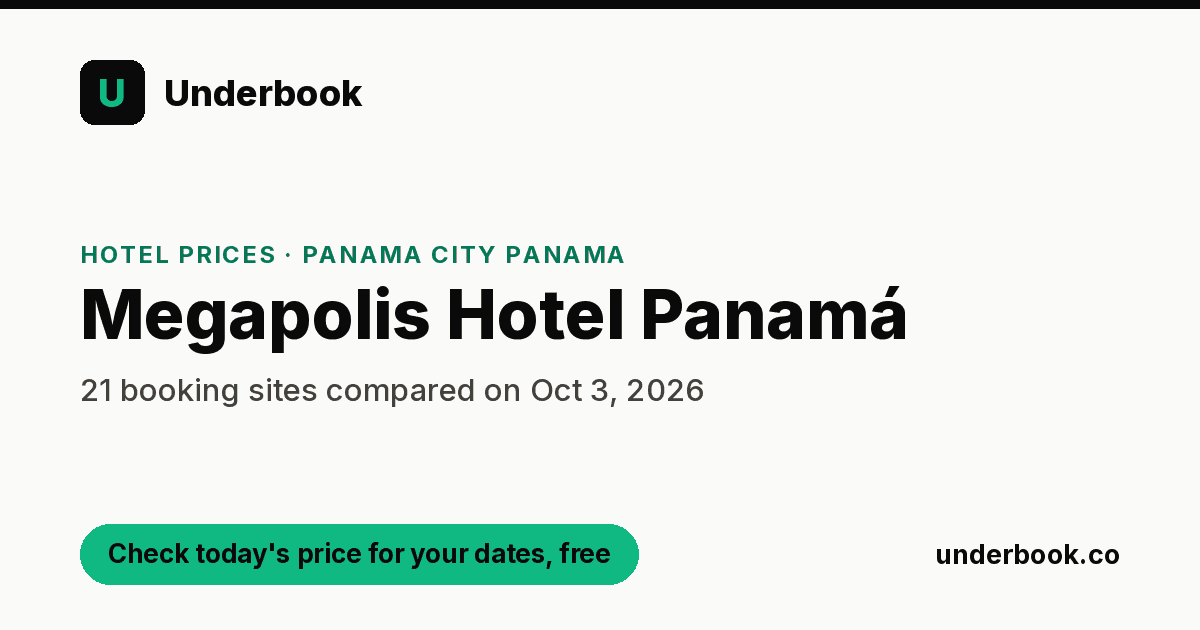 U Underbook
HOTEL PRICES · PANAMA CITY PANAMA
Megapolis Hotel Panamá
21 booking sites compared on Oct 3, 2026
Check today's price for your dates, free
underbook.co